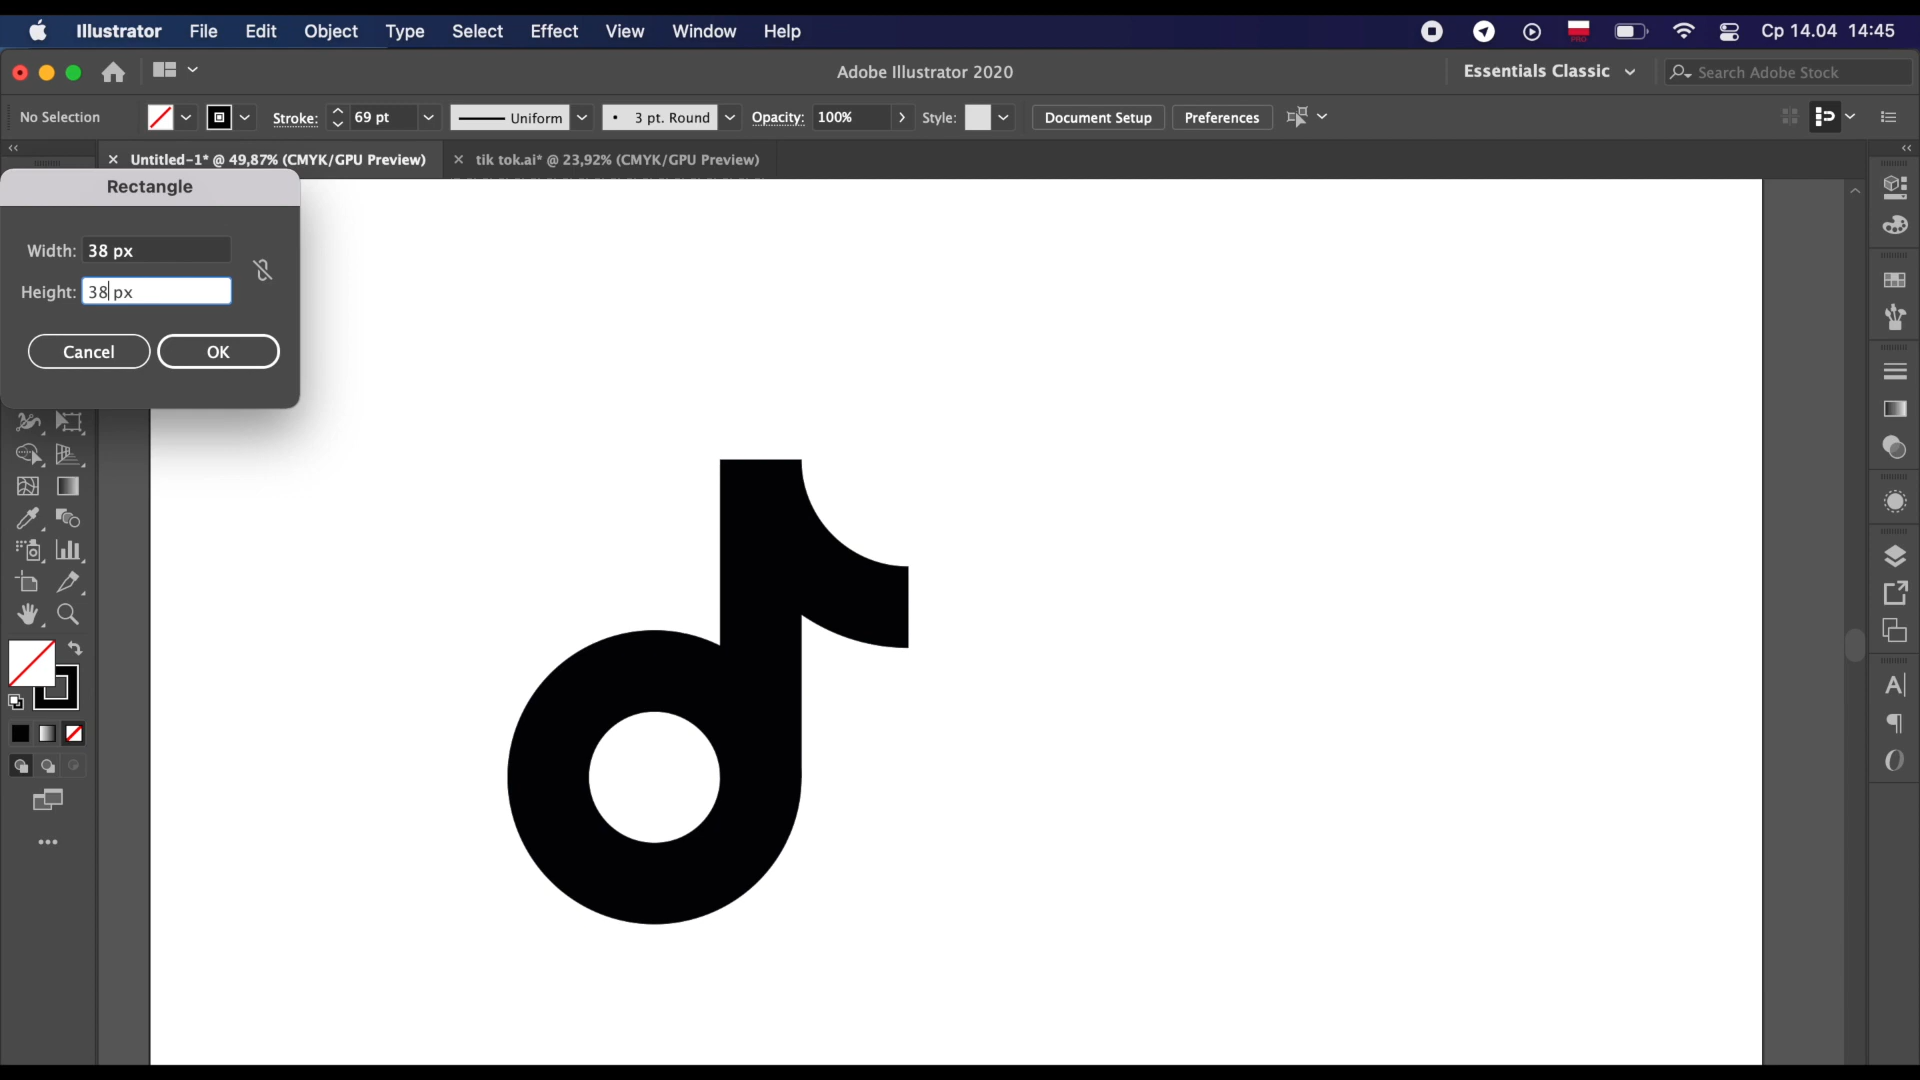 Illustrator File Edit Object Type Select Effect View Window Help Ср 14.04 14:45
Adobe Illustrator 2020 Essentials Classic Search Adobe Stock
No Selection Stroke: 69 pt Uniform 3 pt. Round Opacity: 100% Style: Document Setup Preferences
Untitled-1* @ 49,87% (CMYK/GPU Preview) tik tok.ai* @ 23,92% (CMYK/GPU Preview)
Rectangle
Width: 38 px
Height: 38 px
Cancel OK